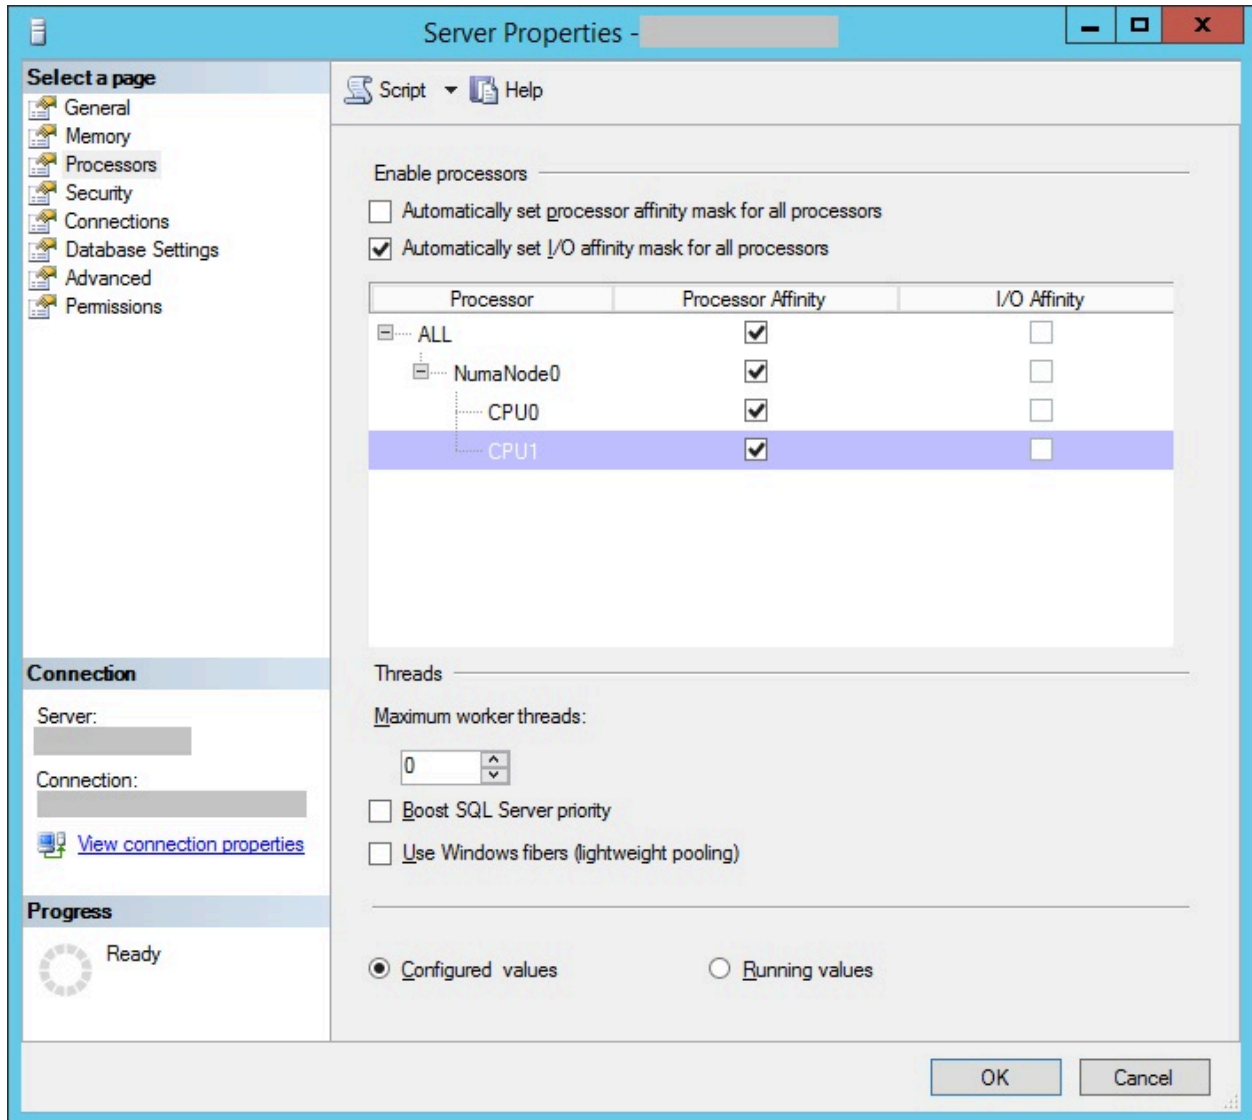 Server Properties -
Select a page
General
Memory
Processors
Security
Connections
Database Settings
Advanced
Permissions
Connection
Server:
Connection:
View connection properties
Progress
Ready
Script
Help
Enable processors
Automatically set processor affinity mask for all processors
Automatically set I/O affinity mask for all processors
Processor Processor Affinity I/O Affinity
ALL
NumaNode0
CPU0
CPU1
Threads
Maximum worker threads:
0
Boost SQL Server priority
Use Windows fibers (lightweight pooling)
Configured values Running values
OK Cancel